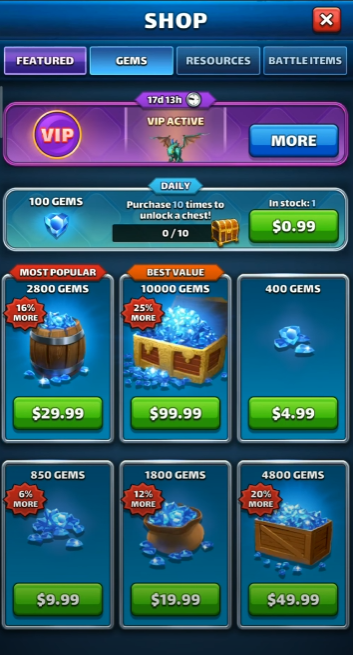 SHOP
FEATURED
GEMS
RESOURCES
BATTLE ITEMS
17d 13h
VIP
VIP ACTIVE
MORE
DAILY
100 GEMS
Purchase 10 times to
unlock a chest!
0 / 10
In stock: 1
$0.99
MOST POPULAR
2800 GEMS
16%
MORE
$29.99
BEST VALUE
10000 GEMS
25%
MORE
$99.99
400 GEMS
$4.99
850 GEMS
6%
MORE
$9.99
1800 GEMS
12%
MORE
$19.99
4800 GEMS
20%
MORE
$49.99